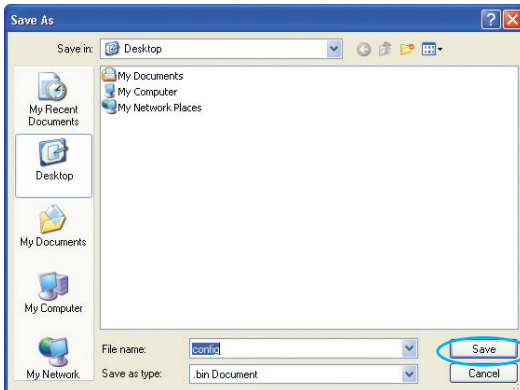 Save As
Save in:
Desktop
My Recent
Documents
Desktop
My Documents
My Computer
My Network
My Documents
My Computer
My Network Places
File name:
config
Save
Save as type:
.bin Document
Cancel